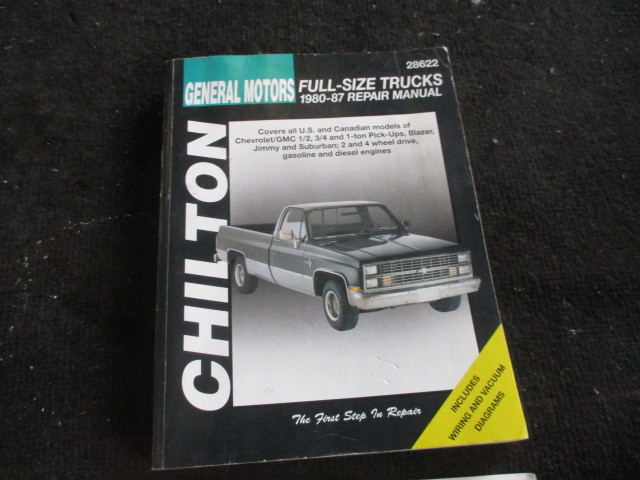 28622
GENERAL MOTORS FULL-SIZE TRUCKS
1980-87 REPAIR MANUAL
Covers all U.S. and Canadian models of
Chevrolet/GMC 1/2, 3/4 and 1-ton Pick-Ups, Blazer,
Jimmy and Suburban; 2 and 4 wheel drive,
gasoline and diesel engines
CHILTON
INCLUDES
WIRING AND VACUUM
DIAGRAMS
The First Step In Repair